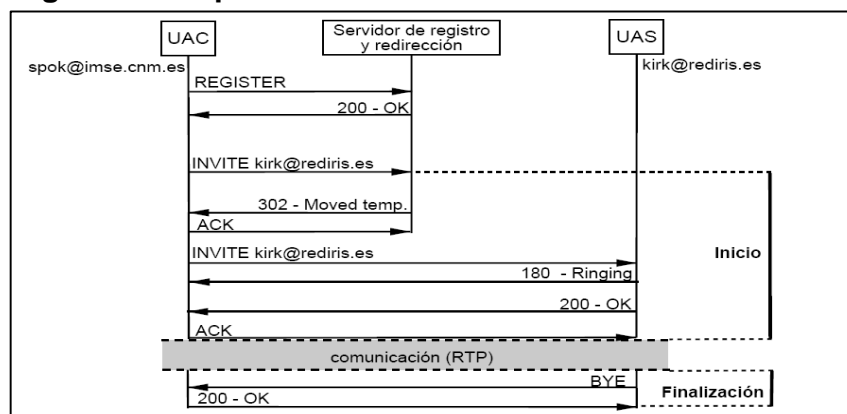 UAC
Servidor de registro
y redirección
UAS
spok@imse.cnm.es
kirk@rediris.es
REGISTER
200 - OK
INVITE kirk@rediris.es
302 - Moved temp.
ACK
INVITE kirk@rediris.es
Inicio
180 - Ringing
200 - OK
ACK
comunicación (RTP)
BYE
Finalización
200 - OK